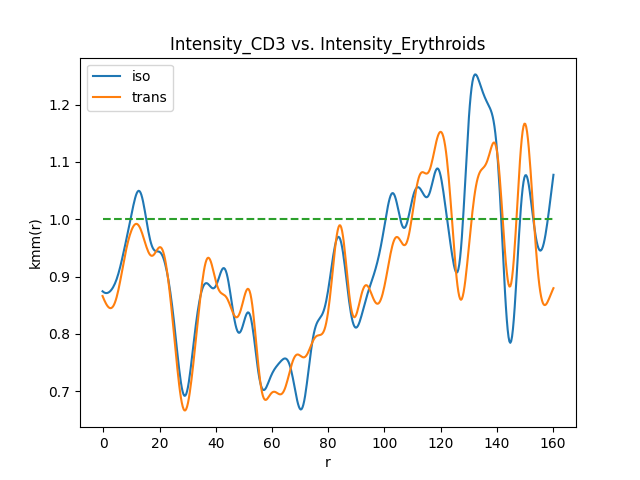 Intensity_CD3 vs. Intensity_Erythroids
iso
trans
kmm(r)
1.2
1.1
1.0
0.9
0.8
0.7
0 20 40 60 80 100 120 140 160
r